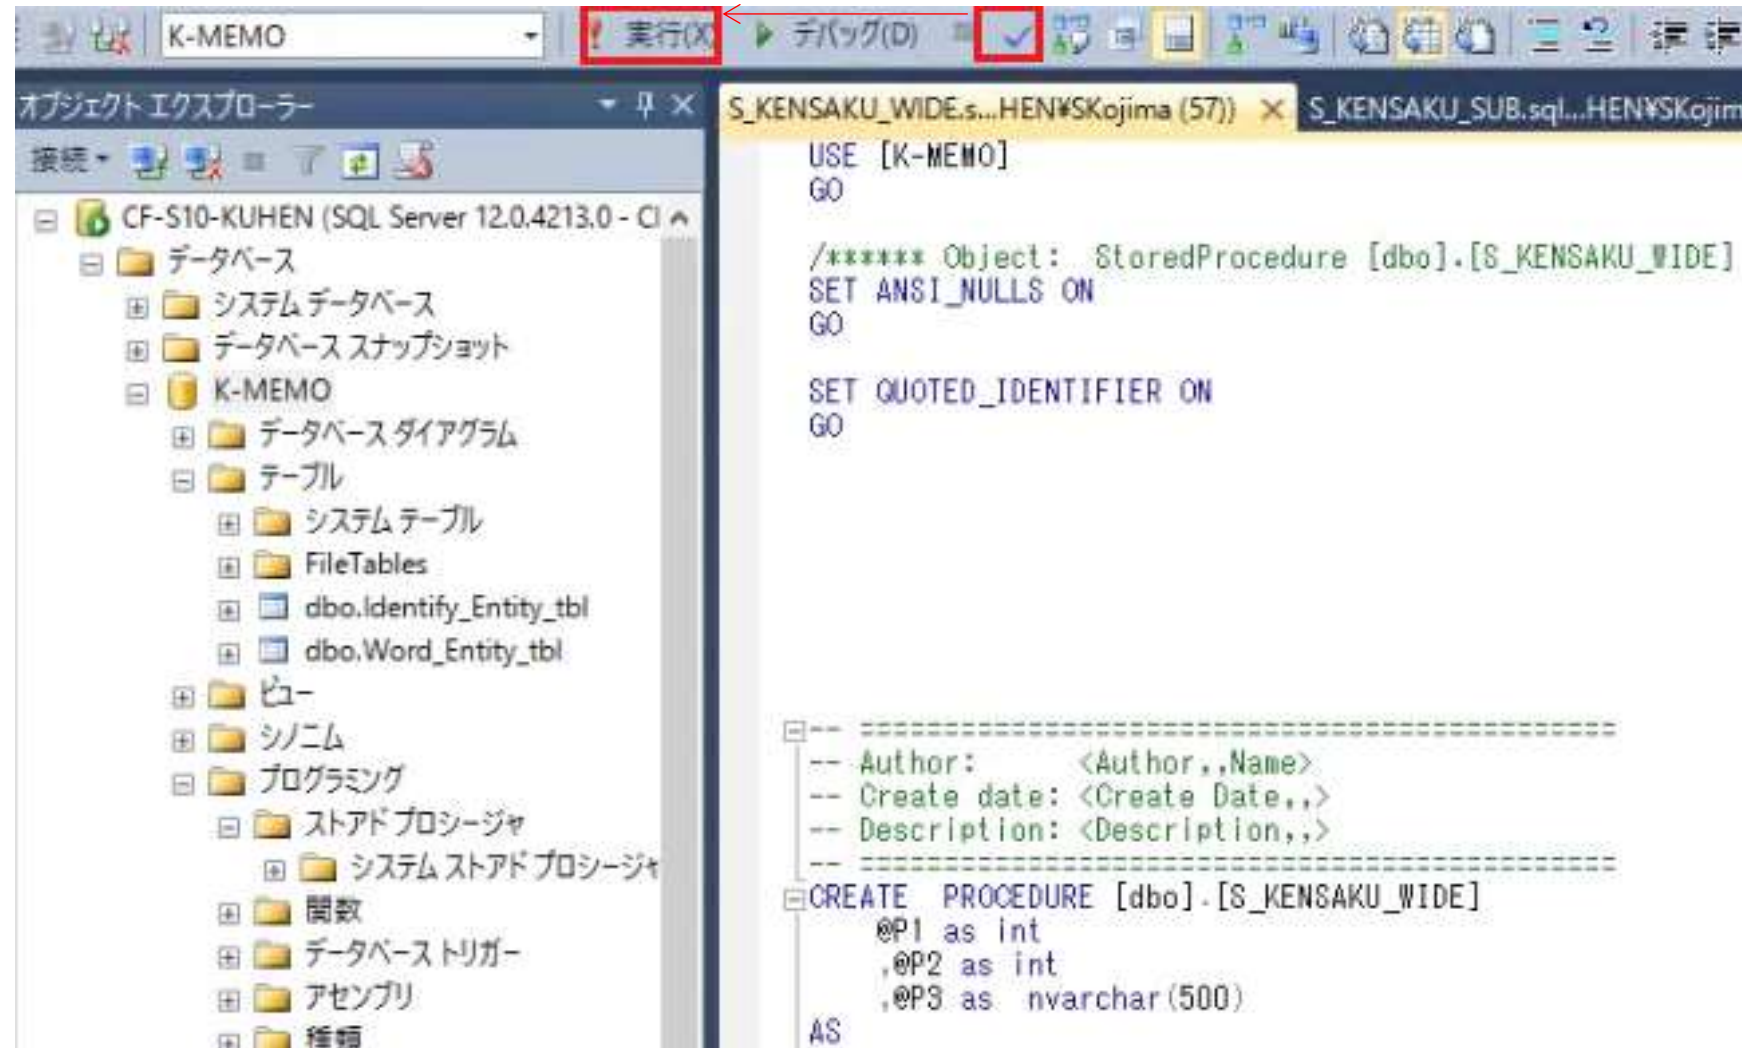 K-MEMO
実行(X)
デバッグ(D)
オブジェクト エクスプローラー
S_KENSAKU_WIDE.s...HEN¥SKojima (57))
S_KENSAKU_SUB.sql...HEN¥SKojim
接続
CF-S10-KUHEN (SQL Server 12.0.4213.0 - Cl
データベース
システム データベース
データベース スナップショット
K-MEMO
データベース ダイアグラム
テーブル
システム テーブル
FileTables
dbo.Identify_Entity_tbl
dbo.Word_Entity_tbl
ビュー
シノニム
プログラミング
ストアド プロシージャ
システム ストアド プロシージャ
関数
データベース トリガー
アセンブリ
種類
USE [K-MEMO]
GO
/****** Object:  StoredProcedure [dbo].[S_KENSAKU_WIDE]
SET ANSI_NULLS ON
GO
SET QUOTED_IDENTIFIER ON
GO
-- =============================================
-- Author:      <Author,,Name>
-- Create date: <Create Date,,>
-- Description: <Description,,>
-- =============================================
CREATE  PROCEDURE [dbo].[S_KENSAKU_WIDE]
@P1 as int
,@P2 as int
,@P3 as  nvarchar(500)
AS